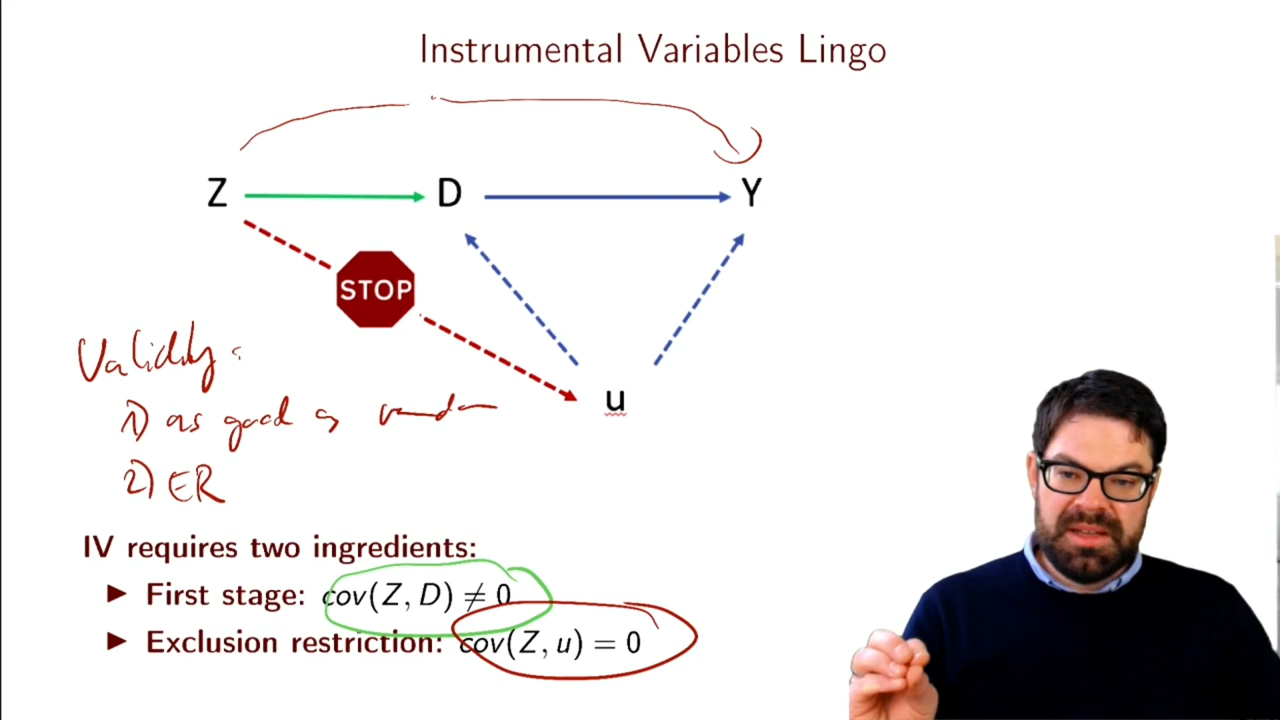 Instrumental Variables Lingo
Z
D
Y
STOP
u
Validity:
1) as good as random
2) ER
IV requires two ingredients:
▶ First stage: cov(Z, D) ≠ 0
▶ Exclusion restriction: cov(Z, u) = 0